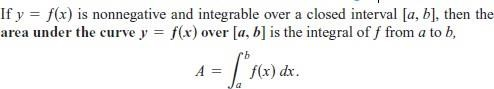 If y = f(x) is nonnegative and integrable over a closed interval [a, b], then the
area under the curve y = f(x) over [a, b] is the integral of f from a to b,
A = ∫_a^b f(x) dx.